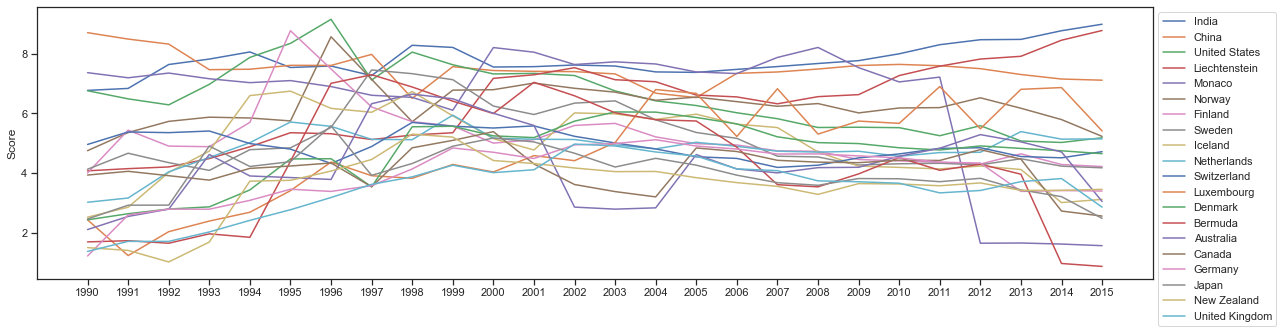 Score
8
6
4
2
1990 1991 1992 1993 1994 1995 1996 1997 1998 1999 2000 2001 2002 2003 2004 2005 2006 2007 2008 2009 2010 2011 2012 2013 2014 2015
India
China
United States
Liechtenstein
Monaco
Norway
Finland
Sweden
Iceland
Netherlands
Switzerland
Luxembourg
Denmark
Bermuda
Australia
Canada
Germany
Japan
New Zealand
United Kingdom